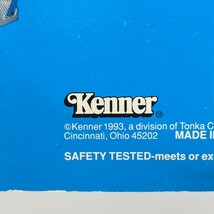 Kenner
©Kenner 1993, a division of Tonka C
Cincinnati, Ohio 45202 MADE I
SAFETY TESTED-meets or ex